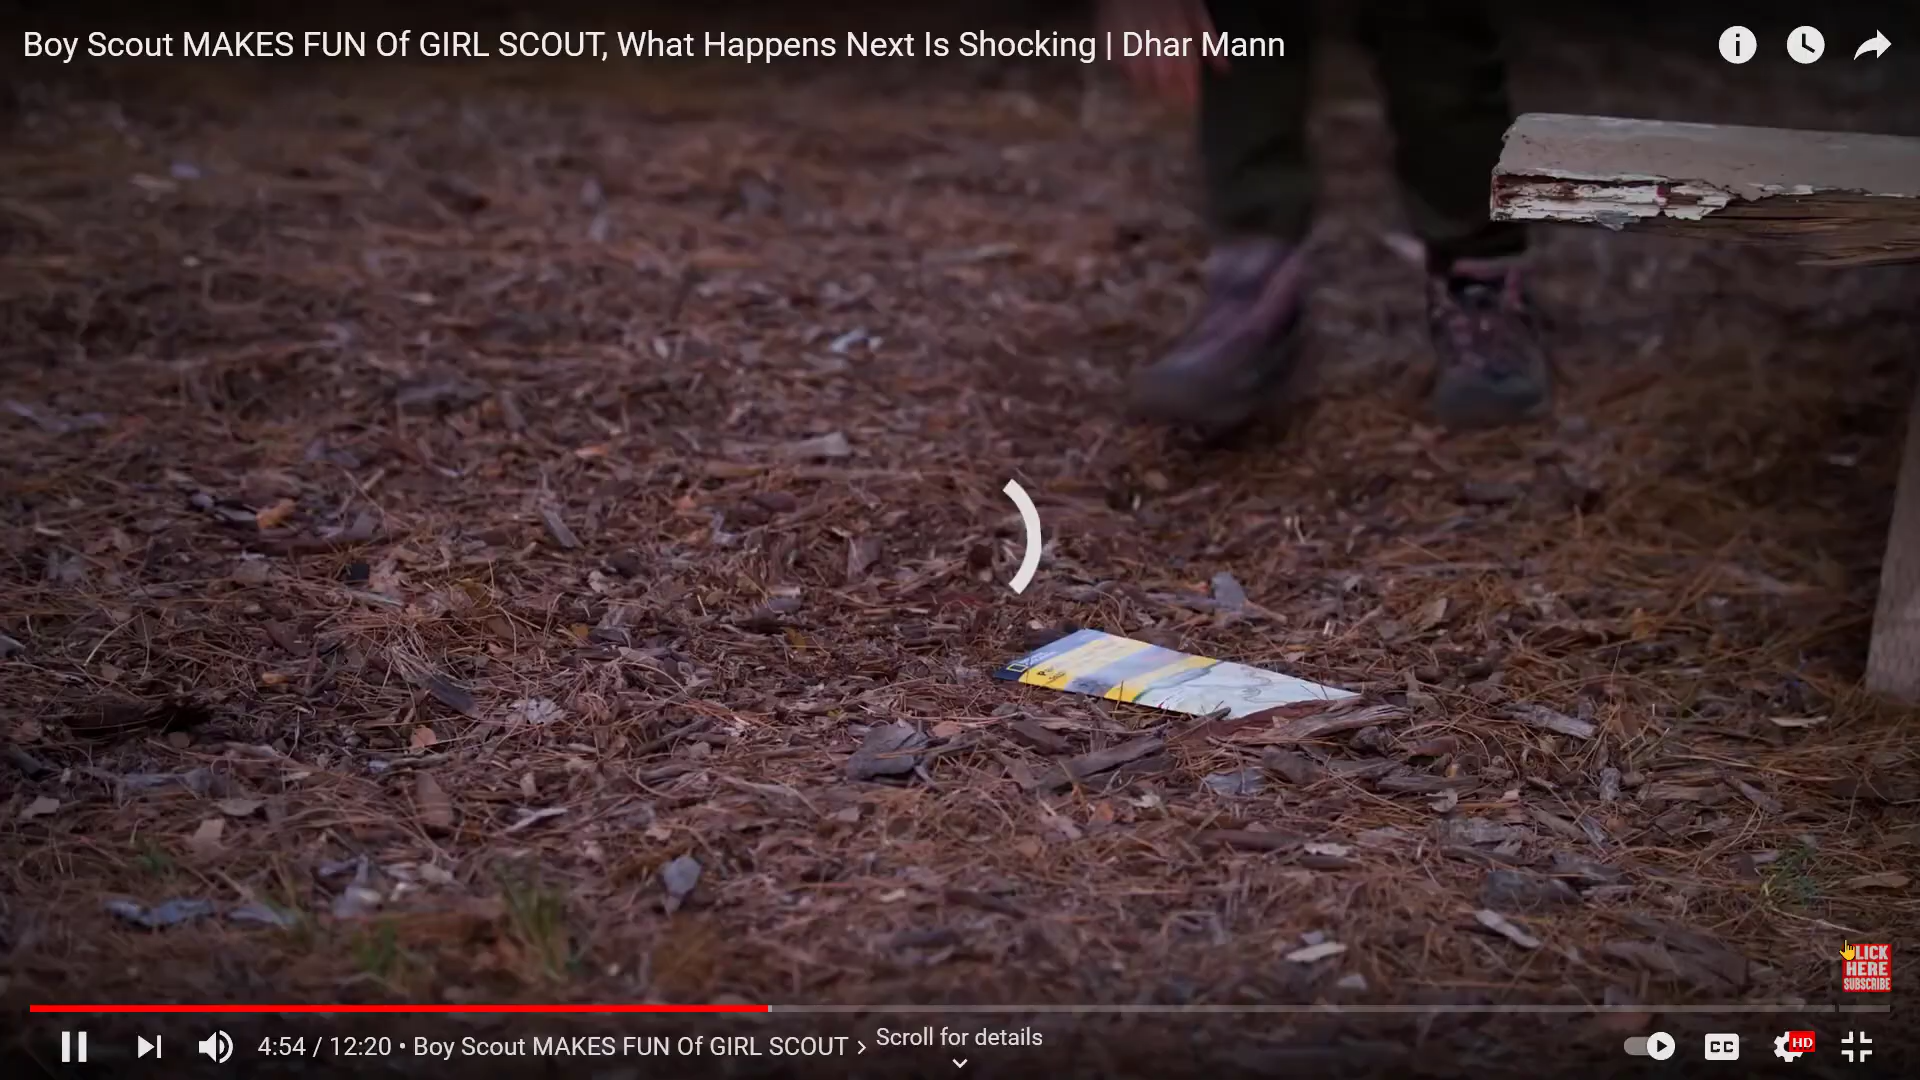 Boy Scout MAKES FUN Of GIRL SCOUT, What Happens Next Is Shocking | Dhar Mann
LICK
HERE
SUBSCRIBE
4:54 / 12:20 • Boy Scout MAKES FUN Of GIRL SCOUT
Scroll for details
CC
HD